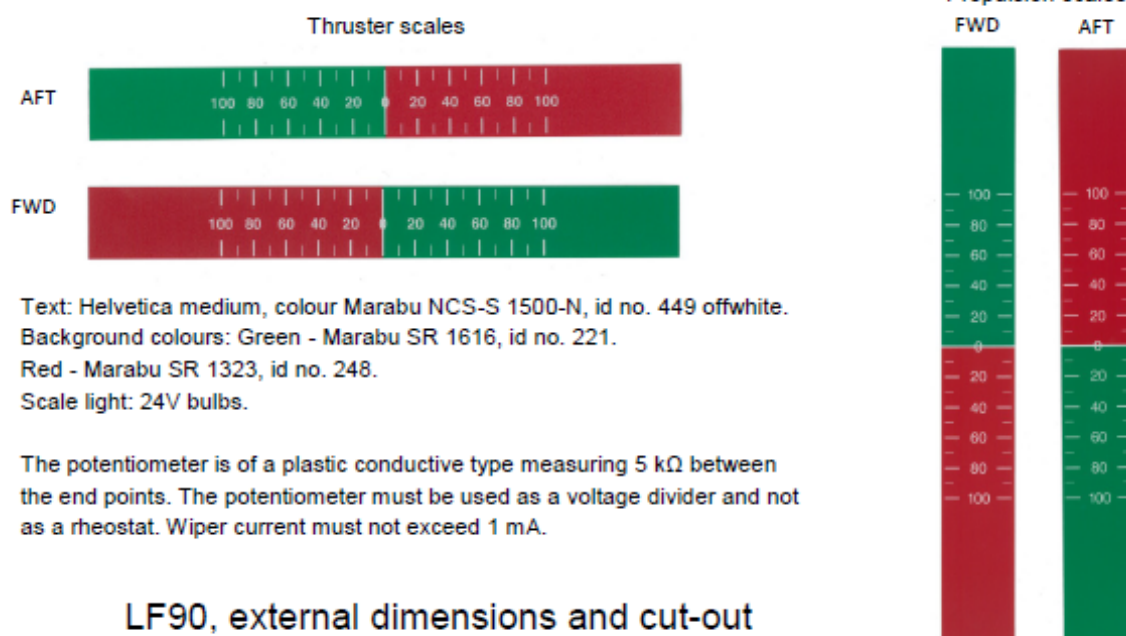 Thruster scales
AFT
100 80 60 40 20 0 20 40 60 80 100
FWD
100 80 60 40 20 0 20 40 60 80 100
Text: Helvetica medium, colour Marabu NCS-S 1500-N, id no. 449 offwhite.
Background colours: Green - Marabu SR 1616, id no. 221.
Red - Marabu SR 1323, id no. 248.
Scale light: 24V bulbs.
The potentiometer is of a plastic conductive type measuring 5 kΩ between
the end points. The potentiometer must be used as a voltage divider and not
as a rheostat. Wiper current must not exceed 1 mA.
LF90, external dimensions and cut-out
Propulsion scales
FWD AFT
100 100
80 80
60 60
40 40
20 20
0 0
20 20
40 40
60 60
80 80
100 100